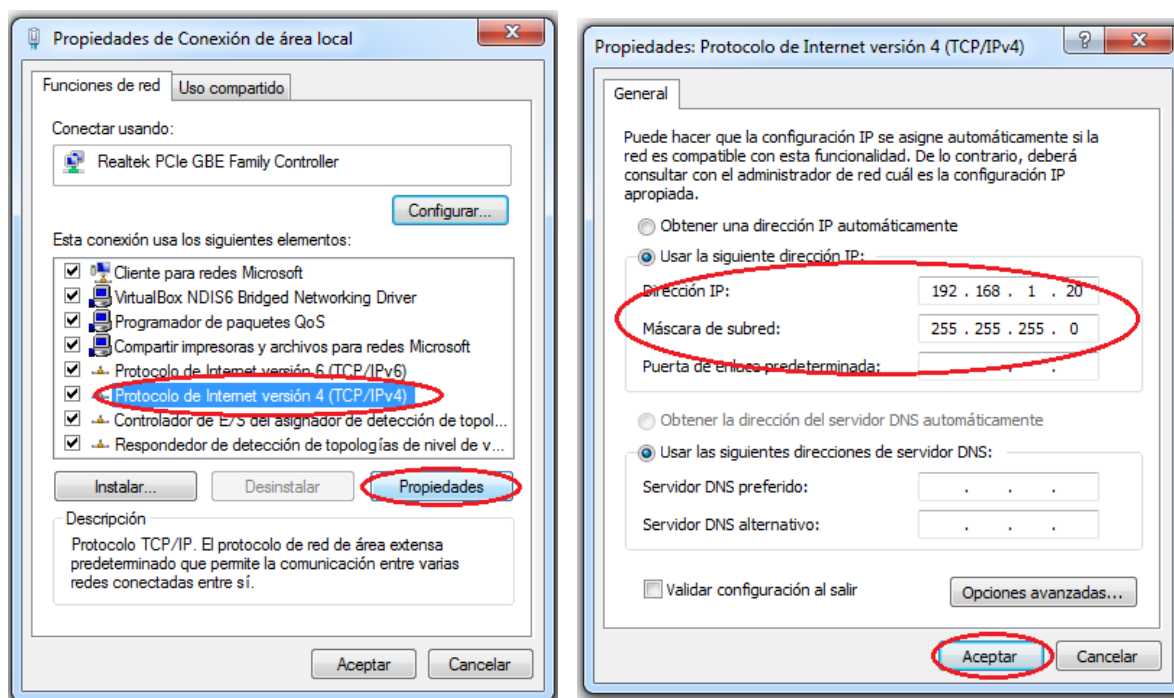 Propiedades de Conexión de área local
Funciones de red
Uso compartido
Conectar usando:
Realtek PCIe GBE Family Controller
Configurar...
Esta conexión usa los siguientes elementos:
Cliente para redes Microsoft
VirtualBox NDIS6 Bridged Networking Driver
Programador de paquetes QoS
Compartir impresoras y archivos para redes Microsoft
Protocolo de Internet versión 6 (TCP/IPv6)
Protocolo de Internet versión 4 (TCP/IPv4)
Controlador de E/S del asignador de detección de topol...
Respondedor de detección de topologías de nivel de v...
Instalar...
Desinstalar
Propiedades
Descripción
Protocolo TCP/IP. El protocolo de red de área extensa
predeterminado que permite la comunicación entre varias
redes conectadas entre sí.
Aceptar
Cancelar
Propiedades: Protocolo de Internet versión 4 (TCP/IPv4)
General
Puede hacer que la configuración IP se asigne automáticamente si la
red es compatible con esta funcionalidad. De lo contrario, deberá
consultar con el administrador de red cuál es la configuración IP
apropiada.
Obtener una dirección IP automáticamente
Usar la siguiente dirección IP:
Dirección IP: 192 . 168 . 1 . 20
Máscara de subred: 255 . 255 . 255 . 0
Puerta de enlace predeterminada: . . .
Obtener la dirección del servidor DNS automáticamente
Usar las siguientes direcciones de servidor DNS:
Servidor DNS preferido: . . .
Servidor DNS alternativo: . . .
Validar configuración al salir
Opciones avanzadas...
Aceptar
Cancelar